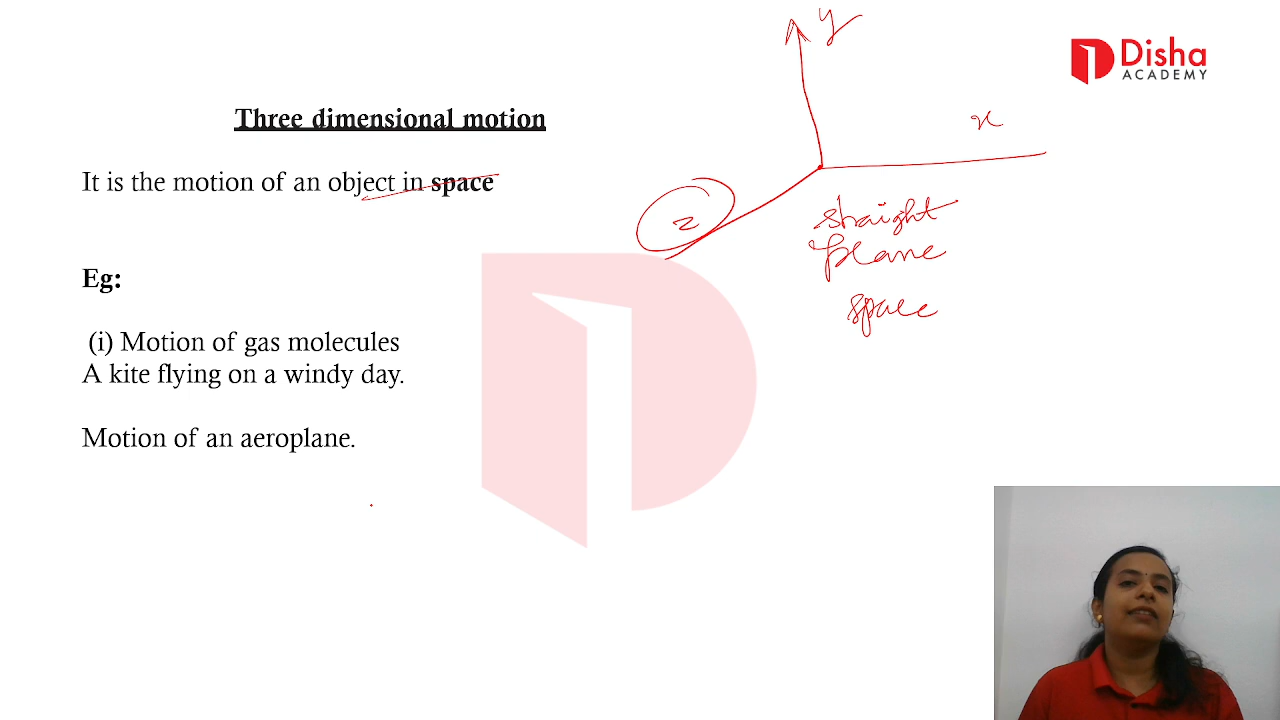 Disha
ACADEMY
y
x
Three dimensional motion
It is the motion of an object in space
z
straight
plane
space
Eg:
(i) Motion of gas molecules
A kite flying on a windy day.
Motion of an aeroplane.